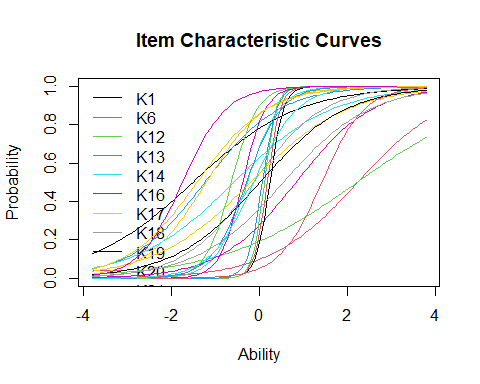 Item Characteristic Curves
Probability
1.0
0.8
0.6
0.4
0.2
0.0
K1
K6
K12
K13
K14
K16
K17
K18
K19
K20
-4
-2
0
2
4
Ability